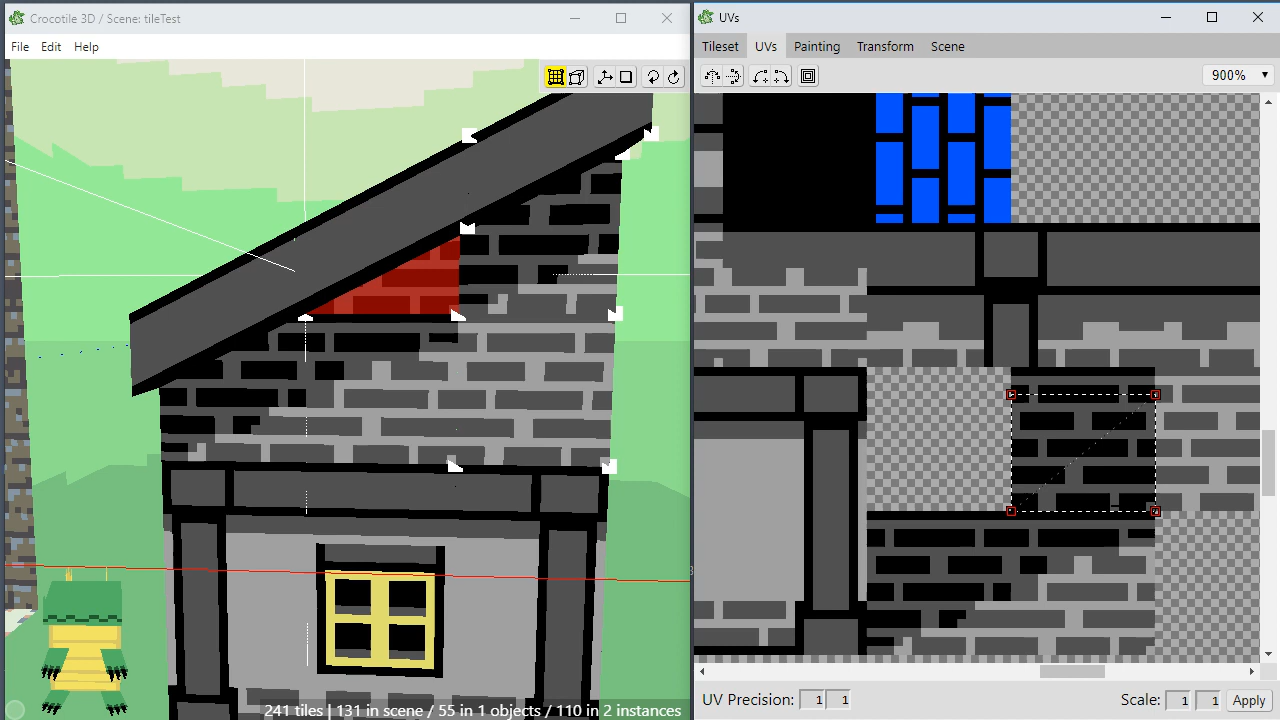 Crocotile 3D / Scene: tileTest
File Edit Help
241 tiles | 131 in scene / 55 in 1 objects / 110 in 2 instances
UVs
Tileset UVs Painting Transform Scene
900%
UV Precision: 1 1
Scale: 1 1 Apply